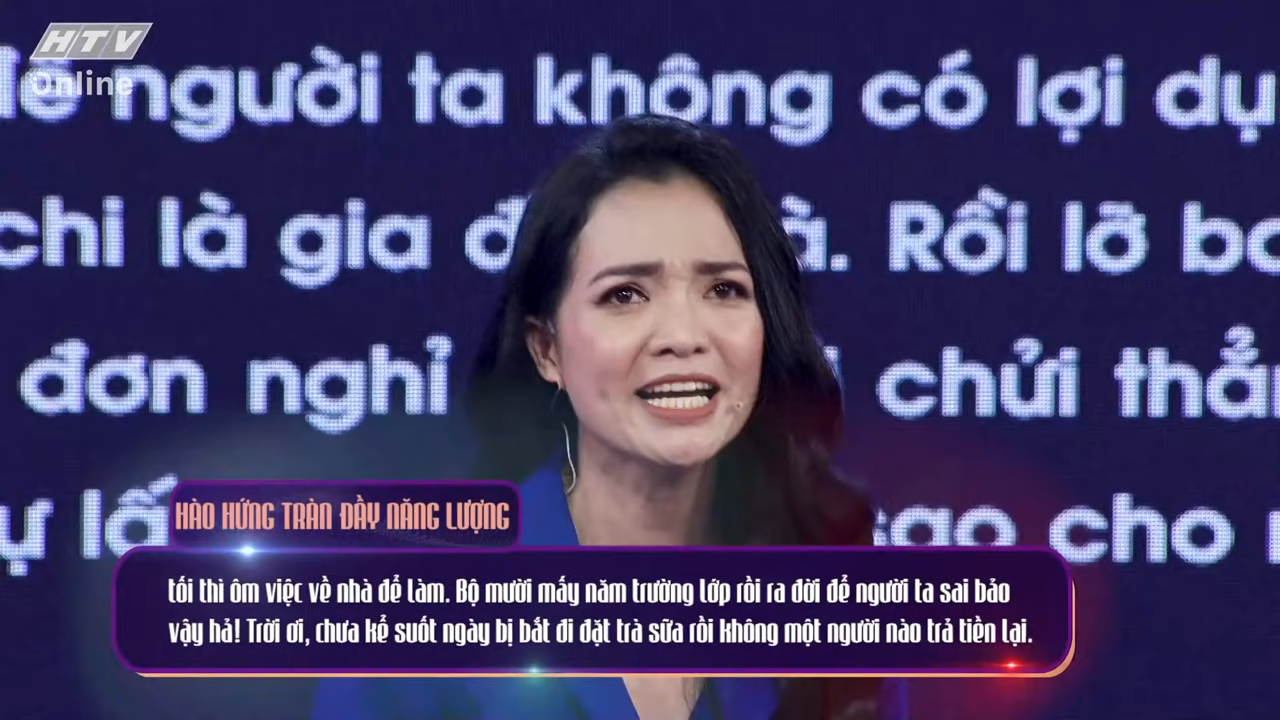 HTV
Online
để người ta không có lợi dụ
chi là gia là. Rồi lỡ
đơn nghỉ chửi
lấ sao cho
HÀO HỨNG TRÀN ĐẦY NĂNG LƯỢNG
tối thì ôm việc về nhà để làm. Bộ mười mấy năm trường lớp rồi ra đời để người ta sai bảo
vậy hả! Trời ơi, chưa kể suốt ngày bị bắt đi đặt trà sữa rồi không một người nào trả tiền lại.